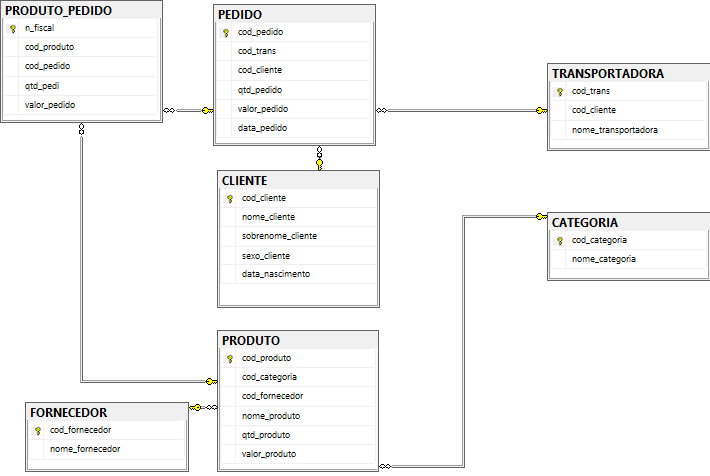 PRODUTO_PEDIDO
n_fiscal
cod_produto
cod_pedido
qtd_pedi
valor_pedido
PEDIDO
cod_pedido
cod_trans
cod_cliente
qtd_pedido
valor_pedido
data_pedido
TRANSPORTADORA
cod_trans
cod_cliente
nome_transportadora
CLIENTE
cod_cliente
nome_cliente
sobrenome_cliente
sexo_cliente
data_nascimento
CATEGORIA
cod_categoria
nome_categoria
PRODUTO
cod_produto
cod_categoria
cod_fornecedor
nome_produto
qtd_produto
valor_produto
FORNECEDOR
cod_fornecedor
nome_fornecedor